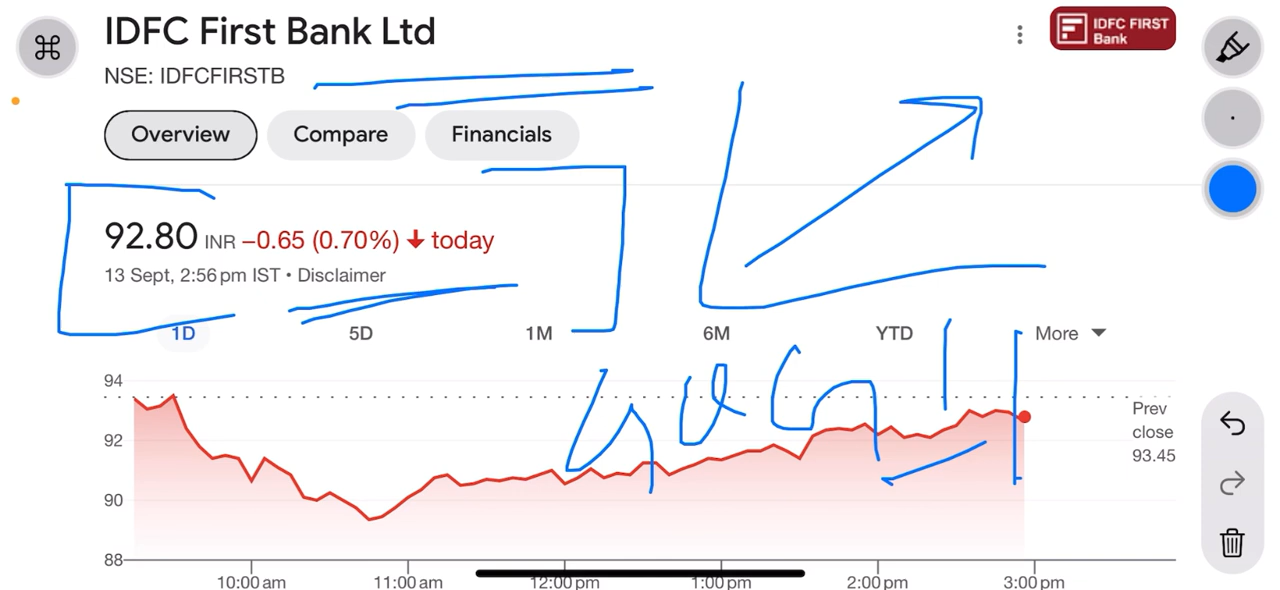 IDFC First Bank Ltd
IDFC FIRST
Bank
NSE: IDFCFIRSTB
Overview Compare Financials
92.80 INR −0.65 (0.70%) today
13 Sept, 2:56 pm IST • Disclaimer
1D 5D 1M 6M YTD More
94
92
90
88
Prev
close
93.45
10:00 am 11:00 am 12:00 pm 1:00 pm 2:00 pm 3:00 pm